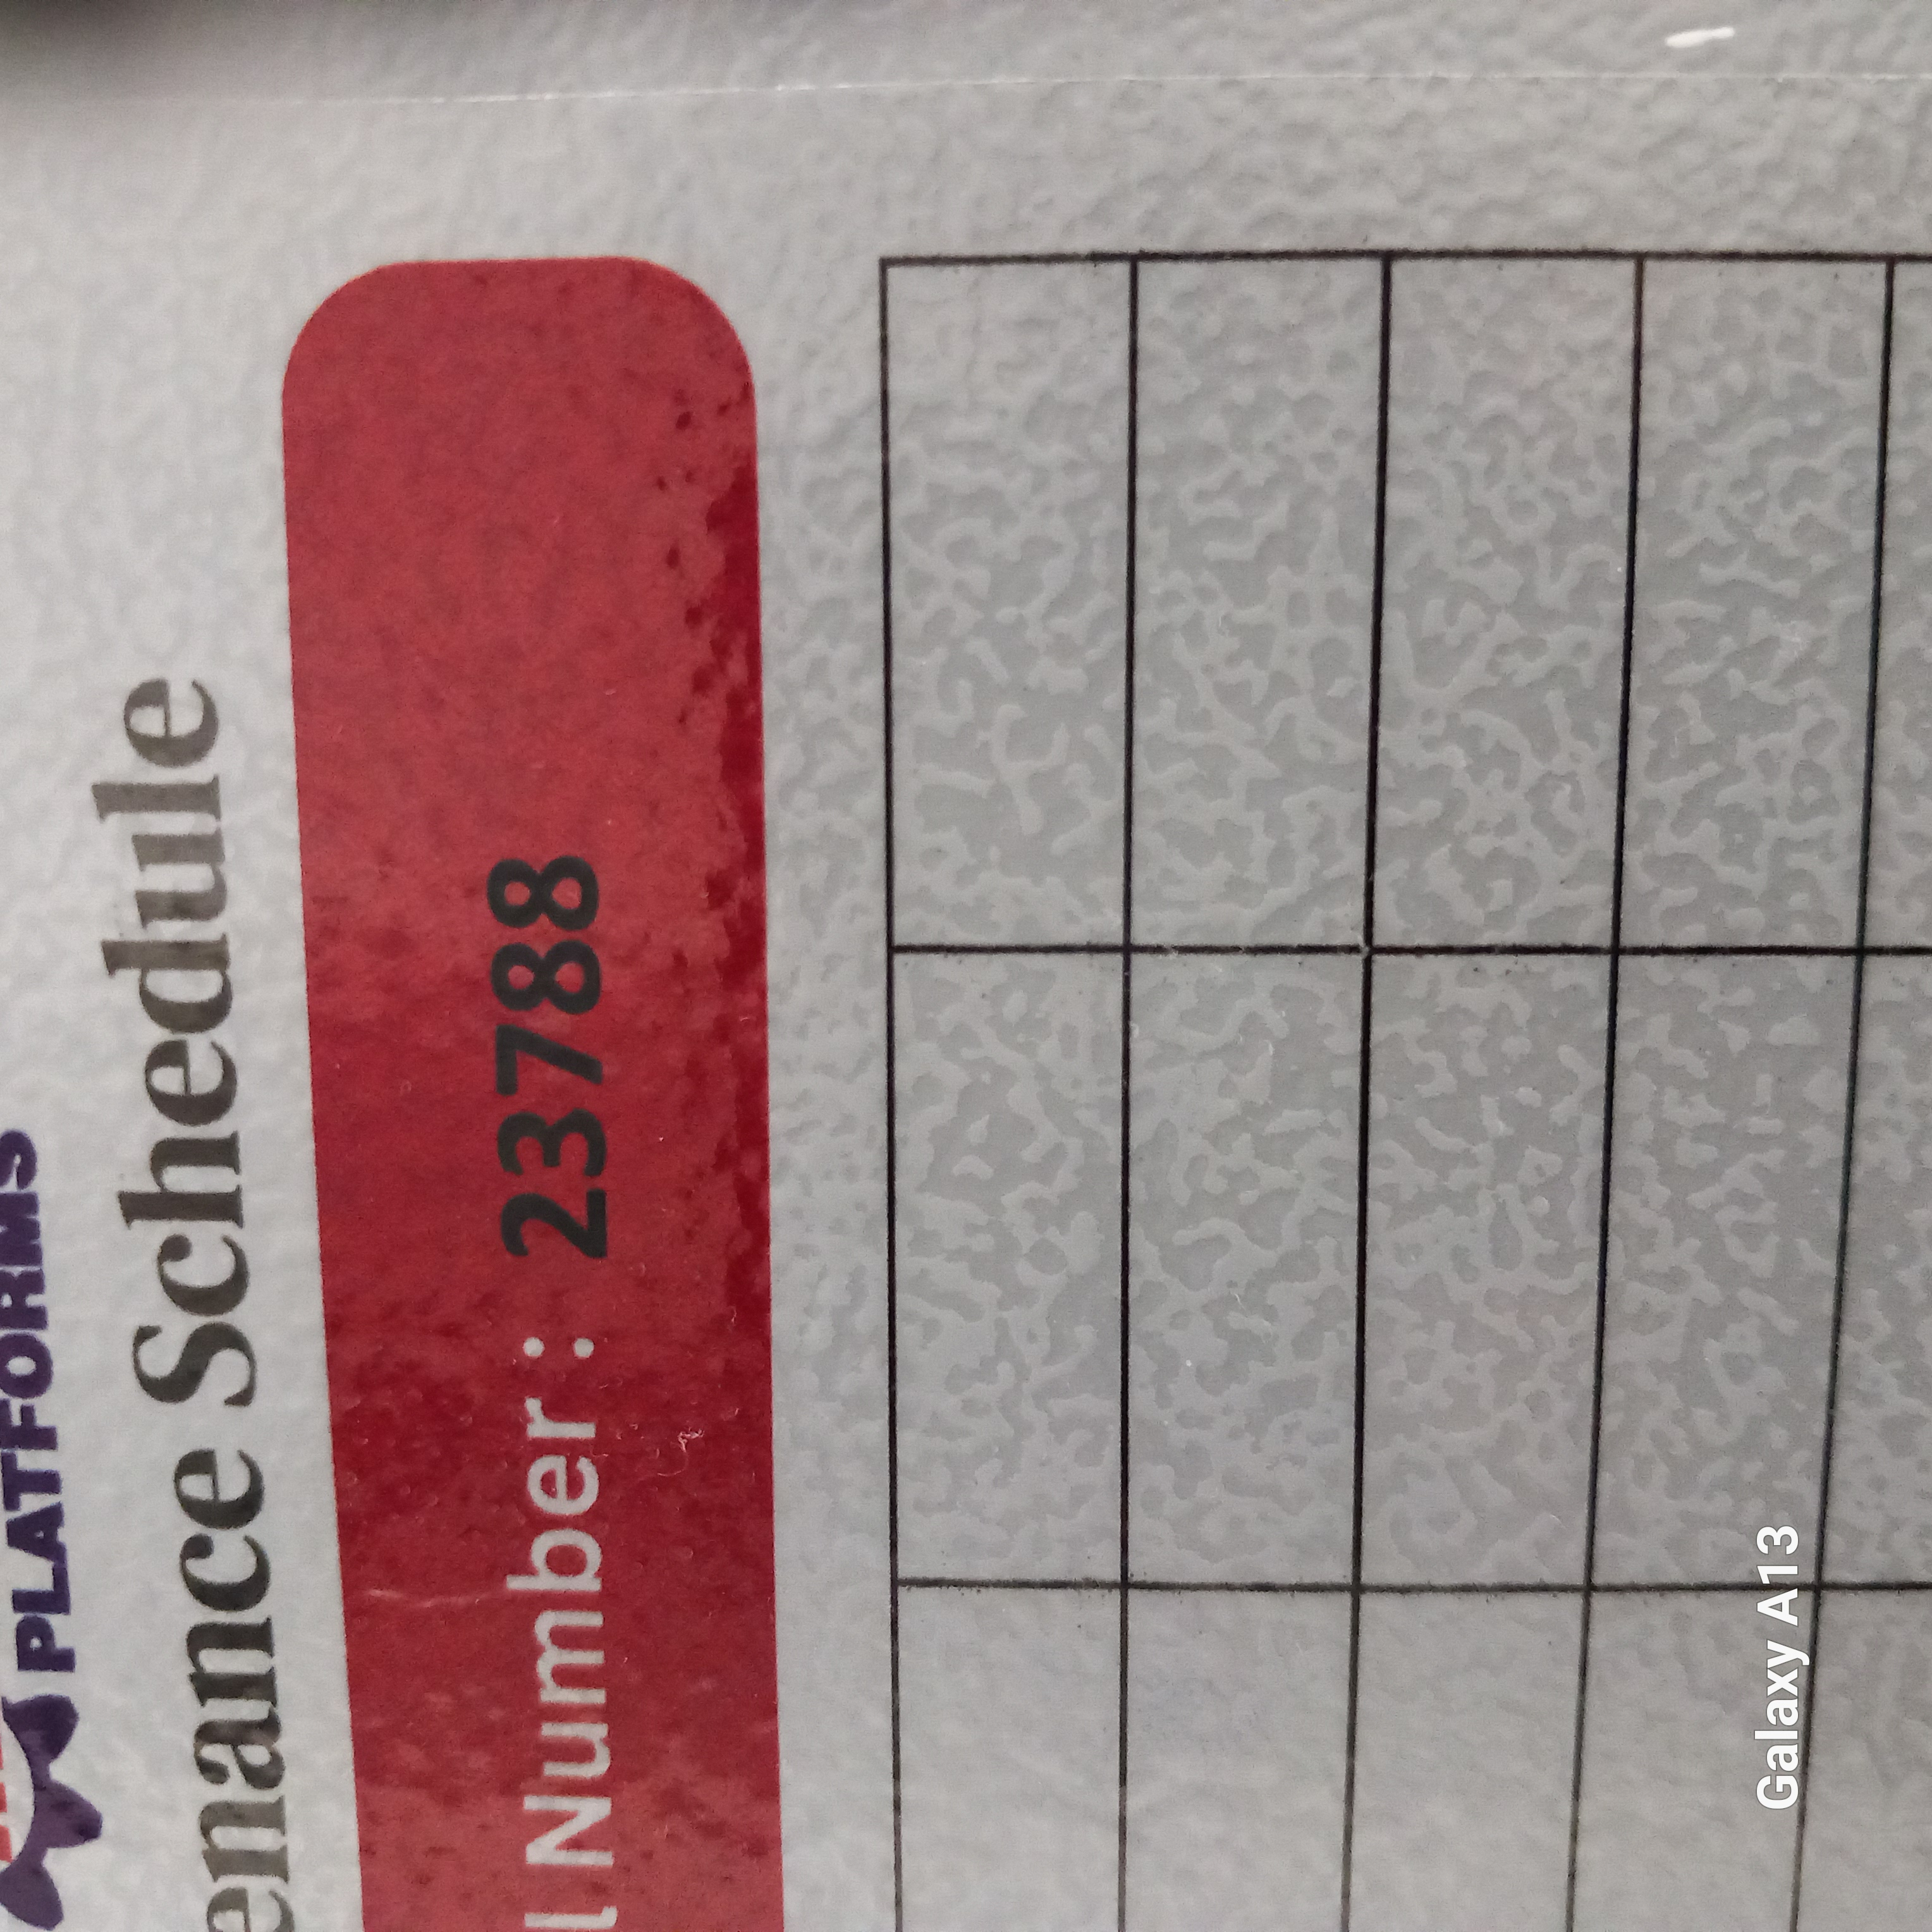 PLATFORMS
enance Schedule
l Number : 23788
Galaxy A13